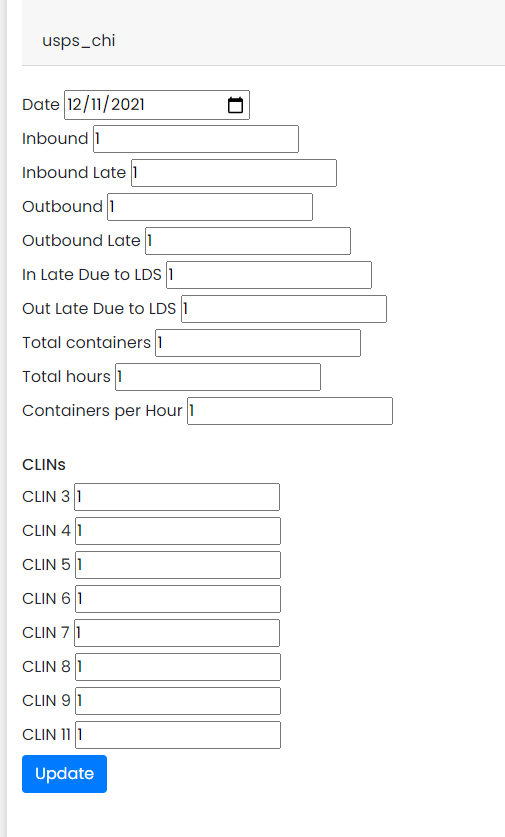 usps_chi
Date 12/11/2021
Inbound 1
Inbound Late 1
Outbound 1
Outbound Late 1
In Late Due to LDS 1
Out Late Due to LDS 1
Total containers 1
Total hours 1
Containers per Hour 1
CLINs
CLIN 3 1
CLIN 4 1
CLIN 5 1
CLIN 6 1
CLIN 7 1
CLIN 8 1
CLIN 9 1
CLIN 11 1
Update